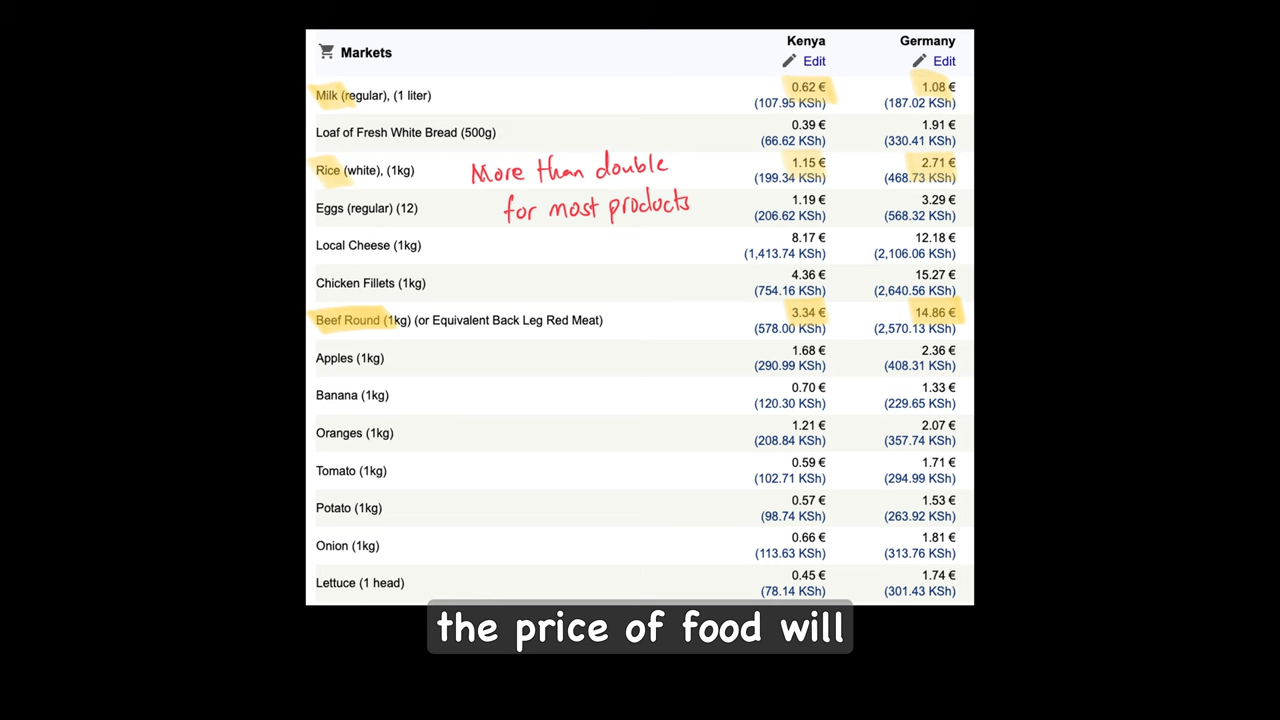 Kenya Germany
Markets
Edit Edit
Milk (regular), (1 liter) 0.62 € 1.08 €
(107.95 KSh) (187.02 KSh)
Loaf of Fresh White Bread (500g) 0.39 € 1.91 €
(66.62 KSh) (330.41 KSh)
Rice (white), (1kg) 1.15 € 2.71 €
(199.34 KSh) (468.73 KSh)
More than double
for most products
Eggs (regular) (12) 1.19 € 3.29 €
(206.62 KSh) (568.32 KSh)
Local Cheese (1kg) 8.17 € 12.18 €
(1,413.74 KSh) (2,106.06 KSh)
Chicken Fillets (1kg) 4.36 € 15.27 €
(754.16 KSh) (2,640.56 KSh)
Beef Round (1kg) (or Equivalent Back Leg Red Meat) 3.34 € 14.86 €
(578.00 KSh) (2,570.13 KSh)
Apples (1kg) 1.68 € 2.36 €
(290.99 KSh) (408.31 KSh)
Banana (1kg) 0.70 € 1.33 €
(120.30 KSh) (229.65 KSh)
Oranges (1kg) 1.21 € 2.07 €
(208.84 KSh) (357.74 KSh)
Tomato (1kg) 0.59 € 1.71 €
(102.71 KSh) (294.99 KSh)
Potato (1kg) 0.57 € 1.53 €
(98.74 KSh) (263.92 KSh)
Onion (1kg) 0.66 € 1.81 €
(113.63 KSh) (313.76 KSh)
Lettuce (1 head) 0.45 € 1.74 €
(78.14 KSh) (301.43 KSh)
the price of food will